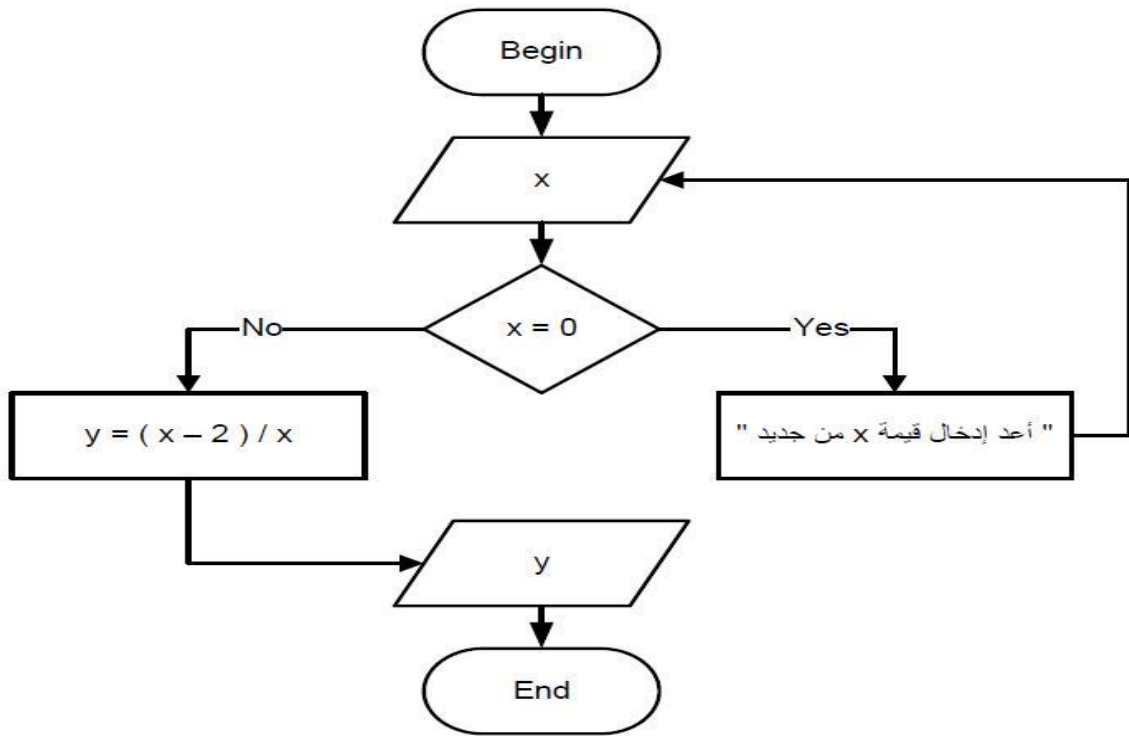 Begin
x
x = 0
No
Yes
y = ( x – 2 ) / x
" أعد إدخال قيمة x من جديد "
y
End